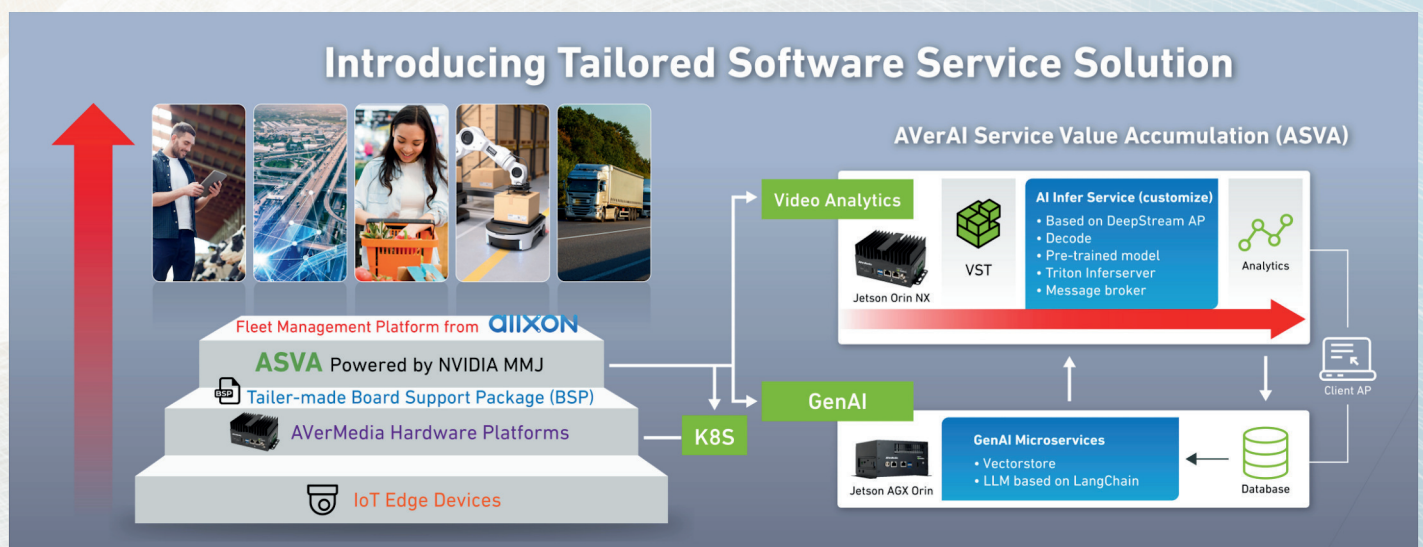 Introducing Tailored Software Service Solution
Fleet Management Platform from allxon
ASVA Powered by NVIDIA MMJ
BSP
Tailer-made Board Support Package (BSP)
AVerMedia Hardware Platforms
IoT Edge Devices
K8S
Video Analytics
GenAI
AVerAI Service Value Accumulation (ASVA)
Jetson Orin NX
VST
AI Infer Service (customize)
• Based on DeepStream AP
• Decode
• Pre-trained model
• Triton Inferserver
• Message broker
Analytics
Client AP
Jetson AGX Orin
GenAI Microservices
• Vectorstore
• LLM based on LangChain
Database